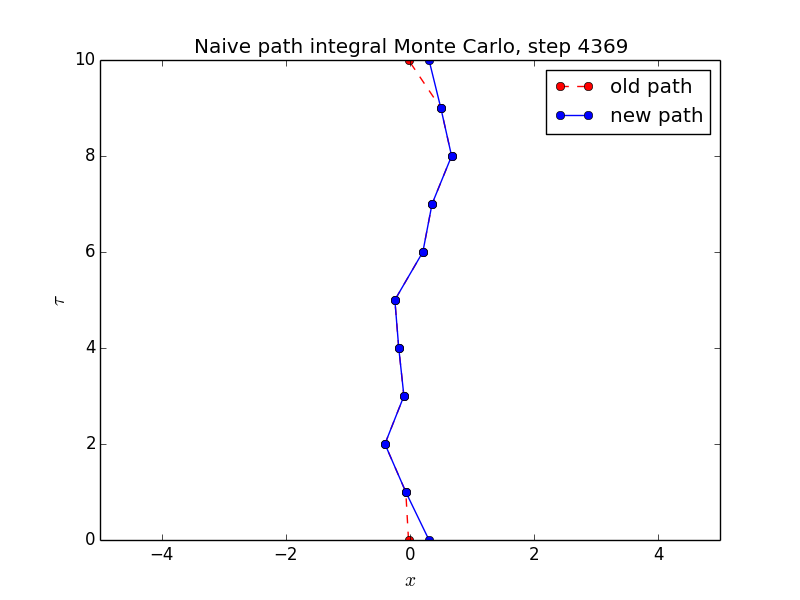 Naive path integral Monte Carlo, step 4369
10
old path
new path
8
6
τ
4
2
0
−4
−2
0
2
4
x